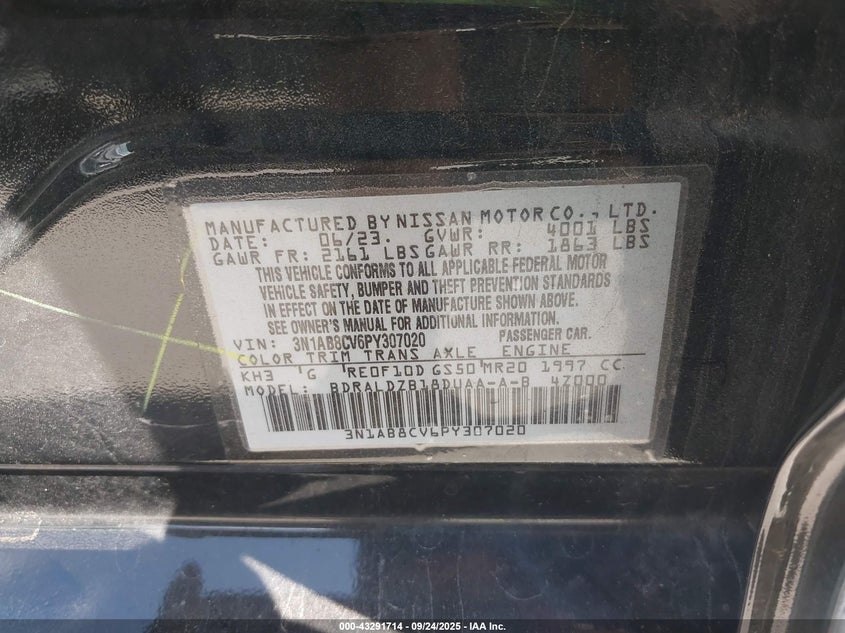 MANUFACTURED BY NISSAN MOTOR CO., LTD.
DATE: 06/23. GVWR: 4001 LBS
GAWR FR: 2161 LBS GAWR RR: 1863 LBS
THIS VEHICLE CONFORMS TO ALL APPLICABLE FEDERAL MOTOR
VEHICLE SAFETY, BUMPER AND THEFT PREVENTION STANDARDS
IN EFFECT ON THE DATE OF MANUFACTURE SHOWN ABOVE.
SEE OWNER'S MANUAL FOR ADDITIONAL INFORMATION
VIN: 3N1AB8CV6PY307020 PASSENGER CAR.
COLOR TRIM TRANS AXLE ENGINE
KH3 G RE0F10D GS50 MR20 1997 CC
MODEL: BDRALDZB18DUAA-A-B 4Z000
3N1AB8CV6PY307020
000-43291714 - 09/24/2025 - IAA Inc.